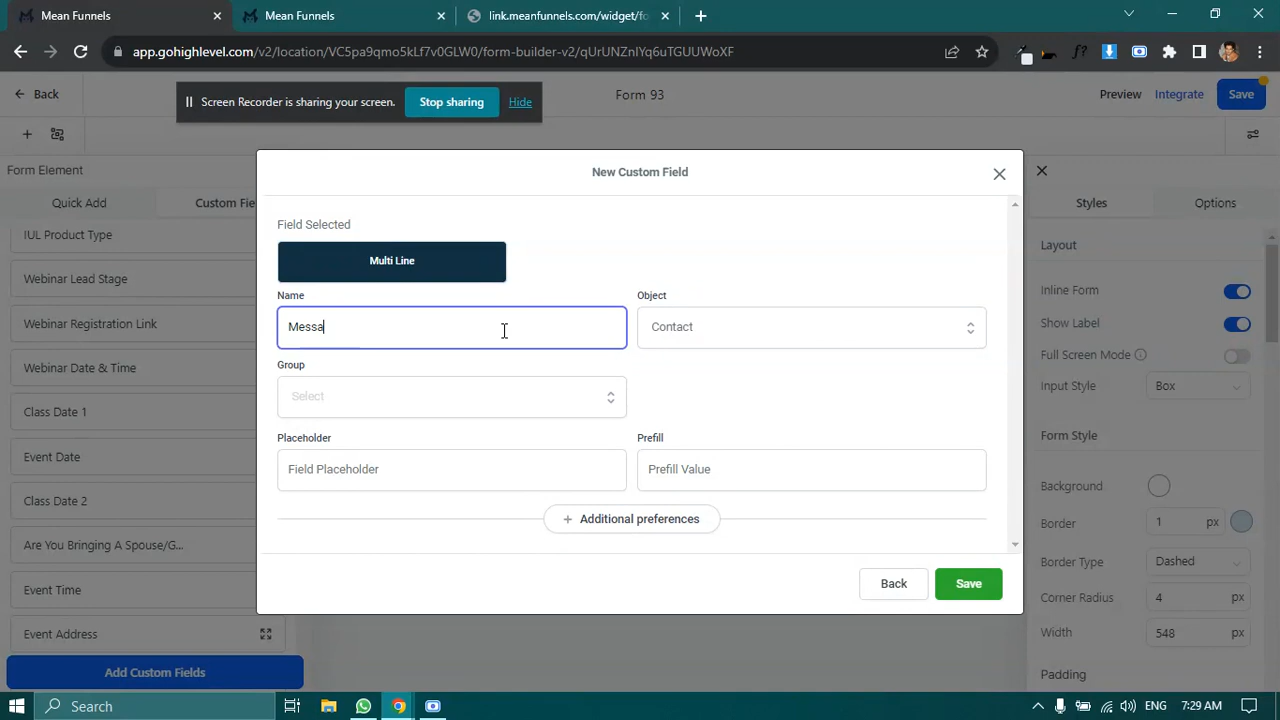 Mean Funnels
Mean Funnels
link.meanfunnels.com/widget/fo
app.gohighlevel.com/v2/location/VC5pa9qmo5kLf7v0GLW0/form-builder-v2/qUrUNZnIYq6uTGUUWoXF
Back
Screen Recorder is sharing your screen.
Stop sharing
Hide
Form 93
Preview
Integrate
Save
Form Element
Quick Add
Custom Fie
IUL Product Type
Webinar Lead Stage
Webinar Registration Link
Webinar Date & Time
Class Date 1
Event Date
Class Date 2
Are You Bringing A Spouse/G...
Event Time
Event Address
Add Custom Fields
New Custom Field
Field Selected
Multi Line
Name
Object
Messa
Contact
Group
Select
Placeholder
Prefill
Field Placeholder
Prefill Value
+ Additional preferences
Back
Save
Styles
Options
Layout
Inline Form
Show Label
Full Screen Mode
Input Style
Box
Form Style
Background
Border
1
px
Border Type
Dashed
Corner Radius
4
px
Width
548
px
Padding
Search
ENG
7:29 AM